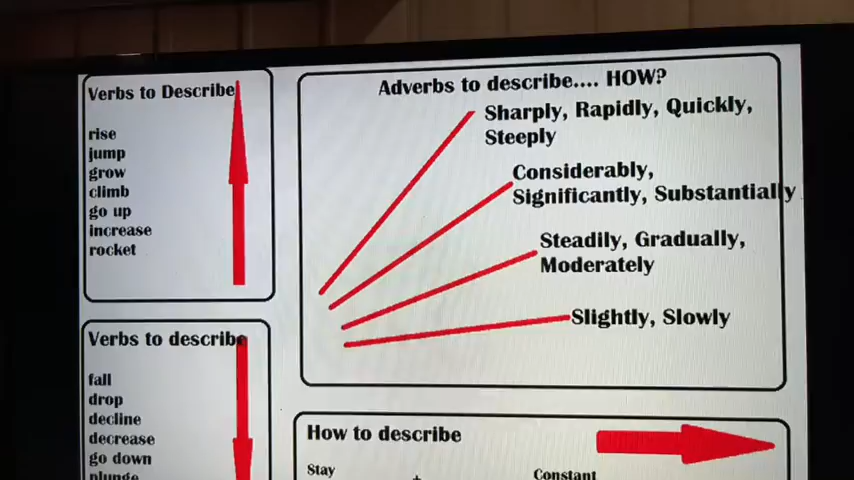 Verbs to Describe
rise
jump
grow
climb
go up
increase
rocket
Adverbs to describe.... HOW?
Sharply, Rapidly, Quickly,
Steeply
Considerably,
Significantly, Substantially
Steadily, Gradually,
Moderately
Slightly, Slowly
Verbs to describe
fall
drop
decline
decrease
go down
plunge
How to describe
Stay
Constant